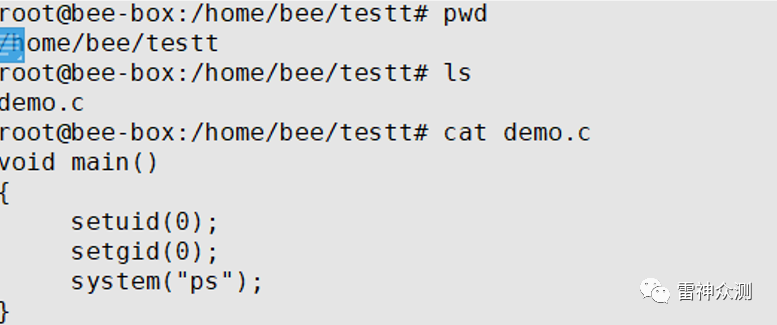 root@bee-box:/home/bee/testt# pwd
/home/bee/testt
root@bee-box:/home/bee/testt# ls
demo.c
root@bee-box:/home/bee/testt# cat demo.c
void main()
{
     setuid(0);
     setgid(0);
     system("ps");
}
雷神众测